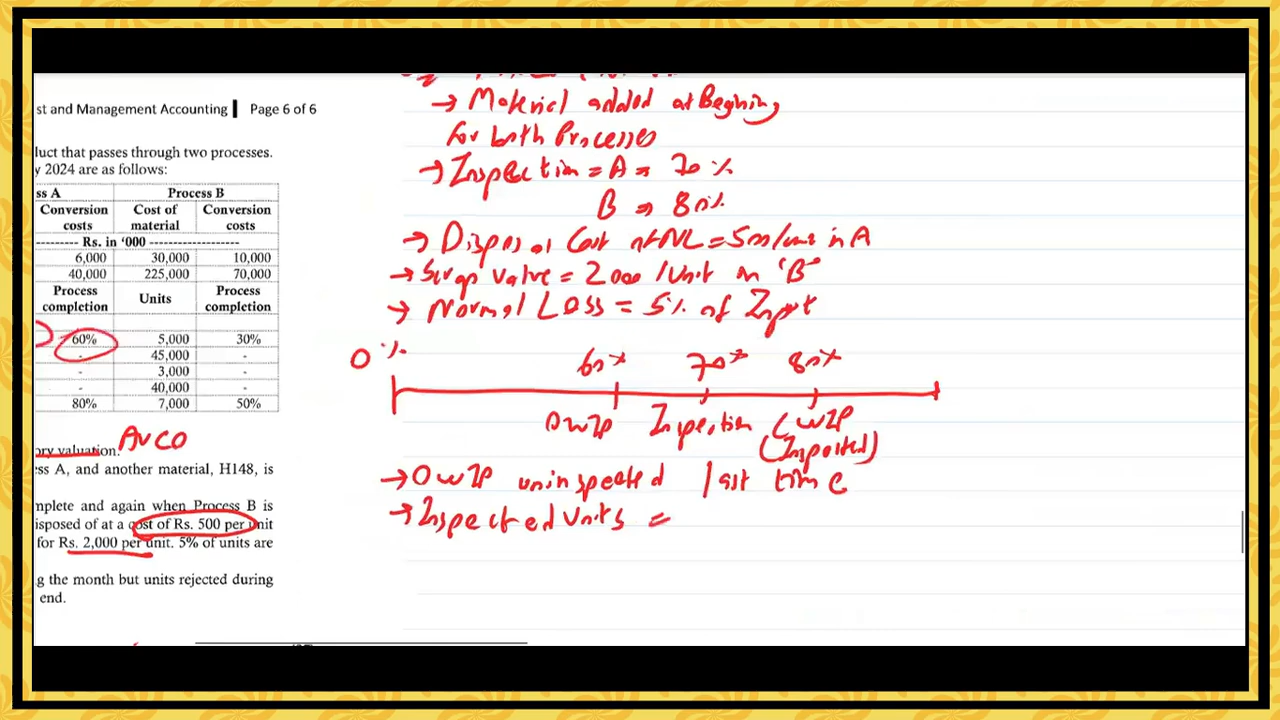 ost and Management Accounting | Page 6 of 6
duct that passes through two processes.
y 2024 are as follows:
ss A Process B
Conversion costs Cost of material Conversion costs
--------- Rs. in '000 --------------------
6,000 30,000 10,000
40,000 225,000 70,000
Process completion Units Process completion
60% 5,000 30%
- 45,000 -
- 3,000 -
- 40,000 -
80% 7,000 50%
AVCO
ory valuation.
ess A, and another material, H148, is
mplete and again when Process B is
isposed of at a cost of Rs. 500 per unit
for Rs. 2,000 per unit. 5% of units are
g the month but units rejected during
end.
→ Material added at Begining
for both Processes
→ Inspection = A = 70%
B = 80%
→ Disposal Cost of NL = 500/unit in A
→ Scrap Value = 2000/Unit in 'B'
→ Normal Loss = 5% of Input
0% 60% 70% 80%
OWIP Inspection CWIP
(Inspected)
→ OWIP uninspected last time
→ Inspected Units =